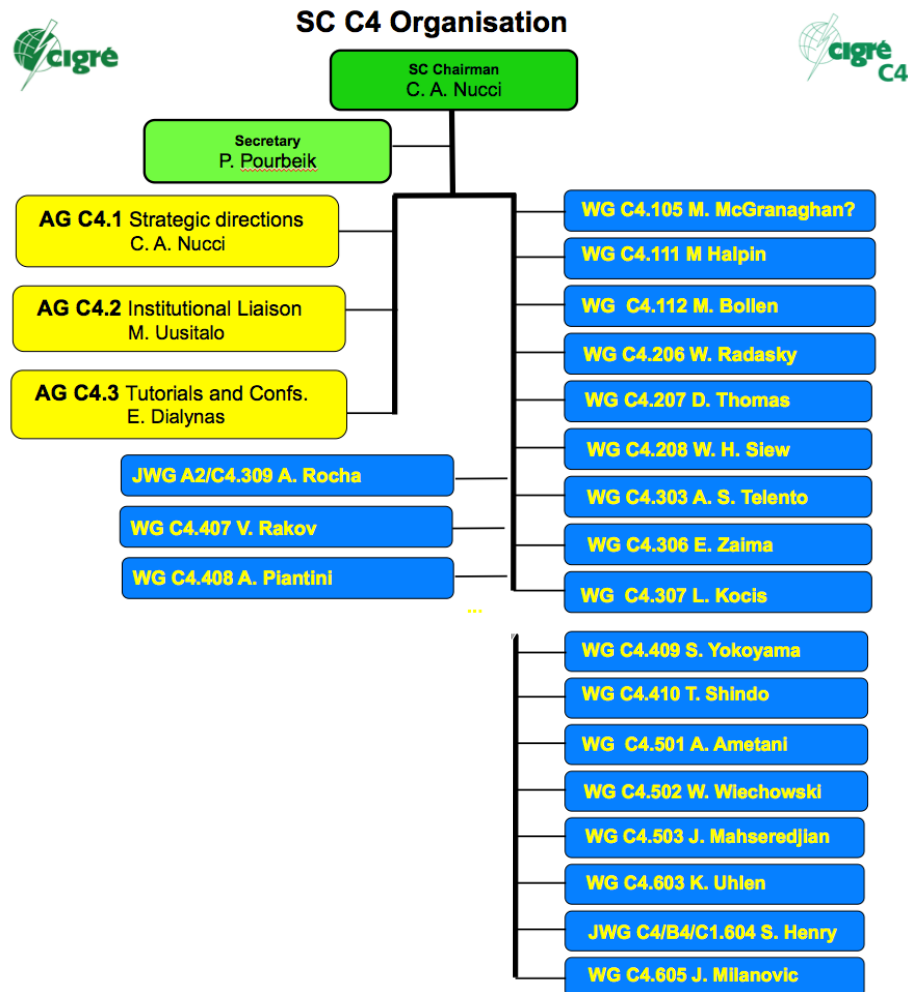 SC C4 Organisation
cigré
cigré
C4
SC Chairman
C. A. Nucci
Secretary
P. Pourbeik
AG C4.1 Strategic directions
C. A. Nucci
AG C4.2 Institutional Liaison
M. Uusitalo
AG C4.3 Tutorials and Confs.
E. Dialynas
JWG A2/C4.309 A. Rocha
WG C4.407 V. Rakov
WG C4.408 A. Piantini
...
WG C4.105 M. McGranaghan?
WG C4.111 M Halpin
WG C4.112 M. Bollen
WG C4.206 W. Radasky
WG C4.207 D. Thomas
WG C4.208 W. H. Siew
WG C4.303 A. S. Telento
WG C4.306 E. Zaima
WG C4.307 L. Kocis
WG C4.409 S. Yokoyama
WG C4.410 T. Shindo
WG C4.501 A. Ametani
WG C4.502 W. Wiechowski
WG C4.503 J. Mahseredjian
WG C4.603 K. Uhlen
JWG C4/B4/C1.604 S. Henry
WG C4.605 J. Milanovic